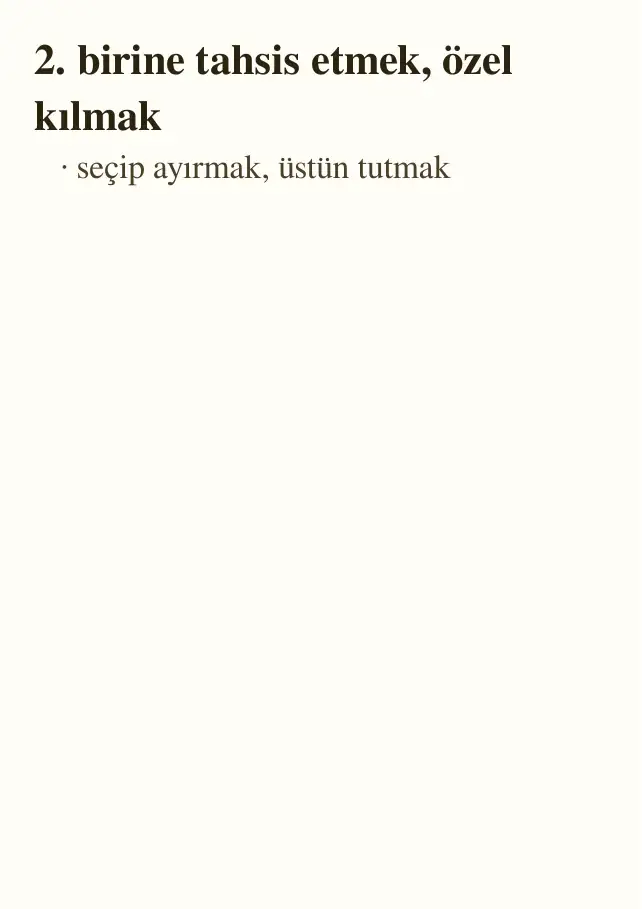 2. birine tahsis etmek, özel
kılmak
· seçip ayırmak, üstün tutmak